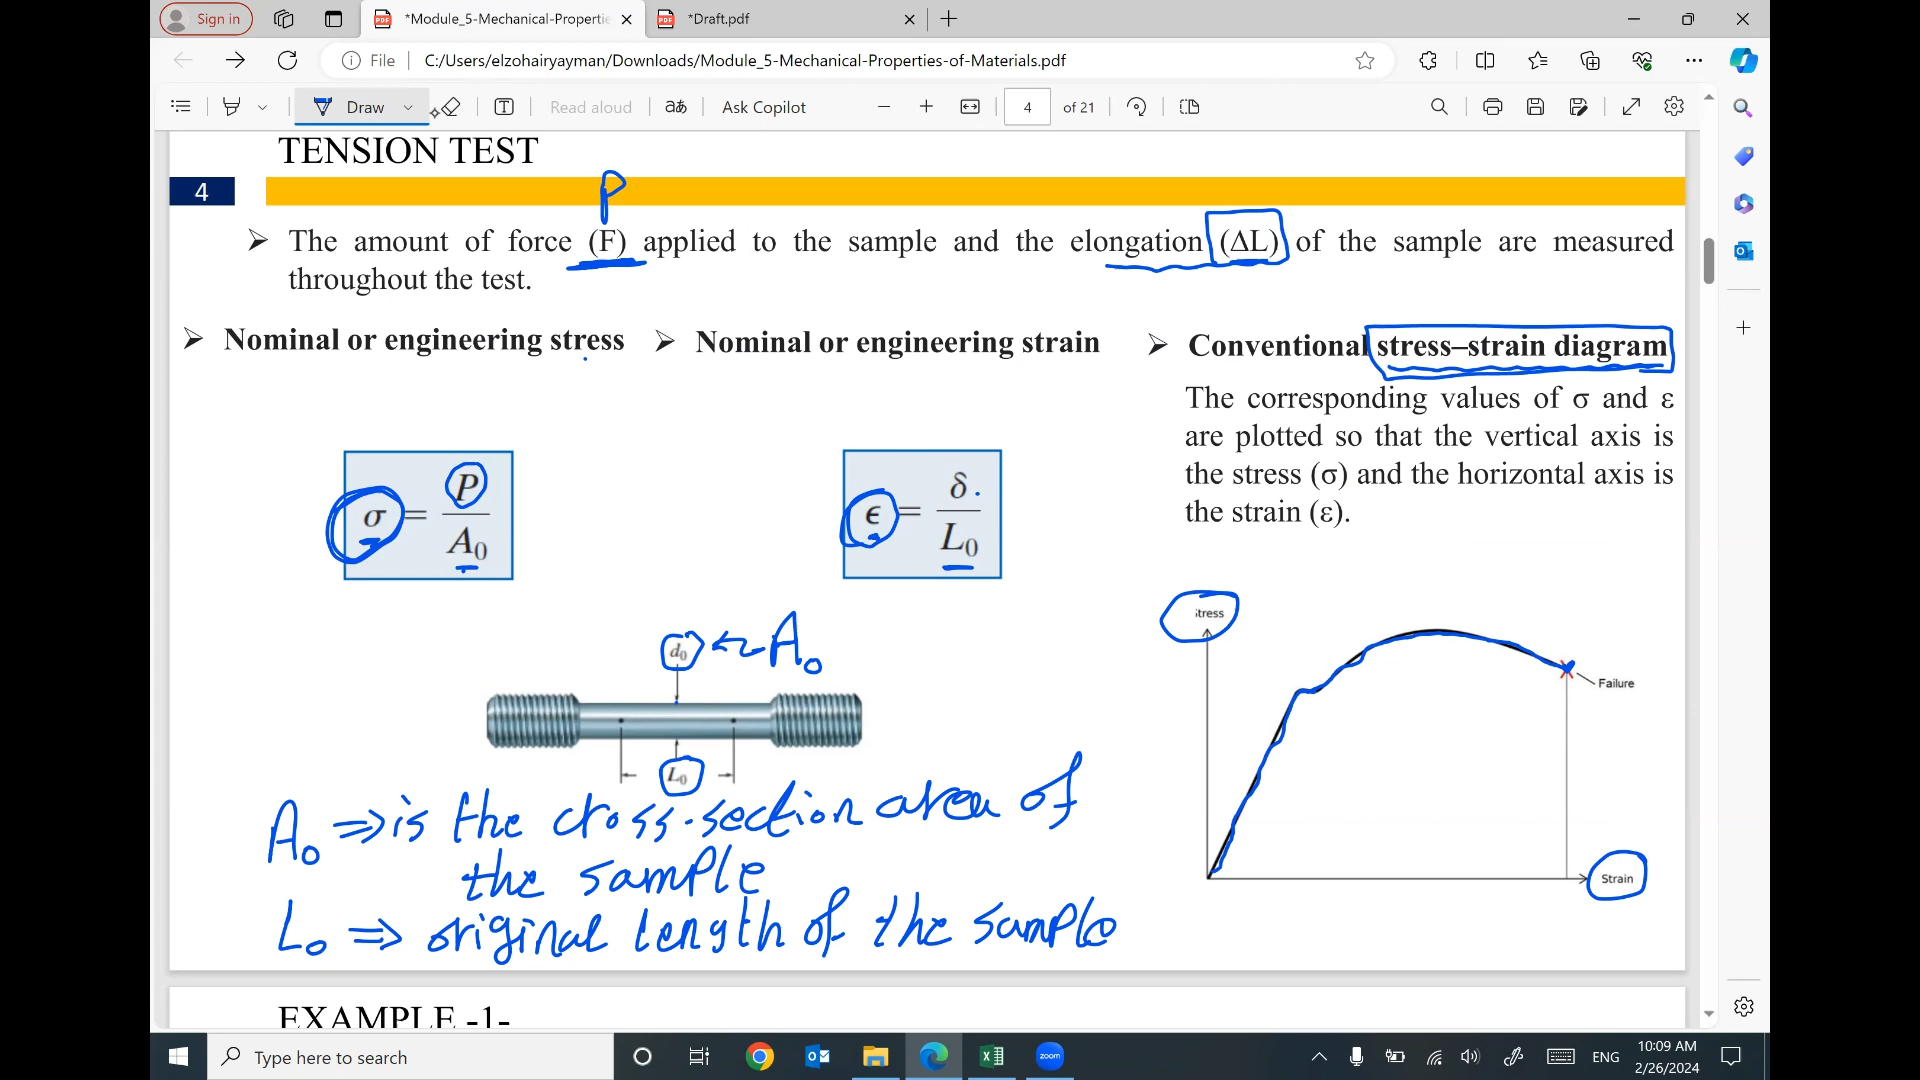 Sign in
*Module_5-Mechanical-Properti
*Draft.pdf
File
C:/Users/elzohairyayman/Downloads/Module_5-Mechanical-Properties-of-Materials.pdf
Draw
Read aloud
aあ
Ask Copilot
4
of 21
TENSION TEST
4
P
➢ The amount of force (F) applied to the sample and the elongation (ΔL) of the sample are measured
throughout the test.
➢ Nominal or engineering stress
➢ Nominal or engineering strain
➢ Conventional stress–strain diagram
The corresponding values of σ and ε
are plotted so that the vertical axis is
the stress (σ) and the horizontal axis is
the strain (ε).
σ = P / A₀
ϵ = δ / L₀
d₀ ← A₀
L₀
A₀ ⇒ is the cross-section area of
the sample
L₀ ⇒ original length of the sample
Stress
Failure
Strain
EXAMPLE -1-
Type here to search
zoom
ENG
10:09 AM
2/26/2024